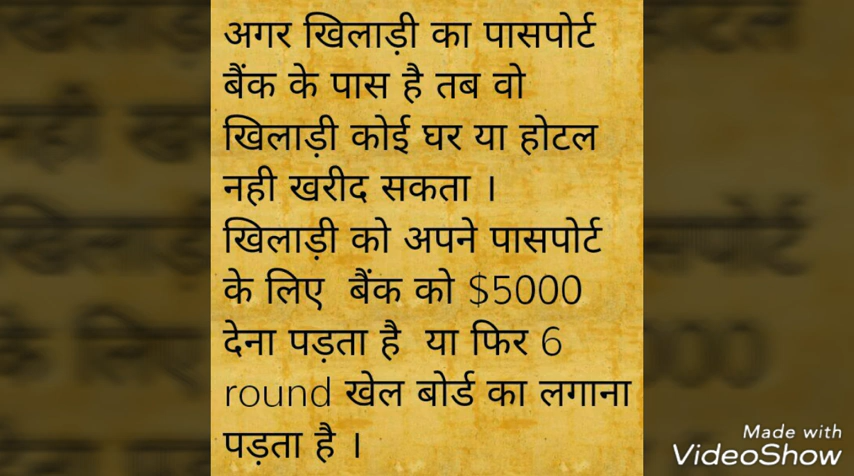 अगर खिलाड़ी का पासपोर्ट
बैंक के पास है तब वो
खिलाड़ी कोई घर या होटल
नही खरीद सकता ।
खिलाड़ी को अपने पासपोर्ट
के लिए बैंक को $5000
देना पड़ता है या फिर 6
round खेल बोर्ड का लगाना
पड़ता है ।
Made with
VideoShow